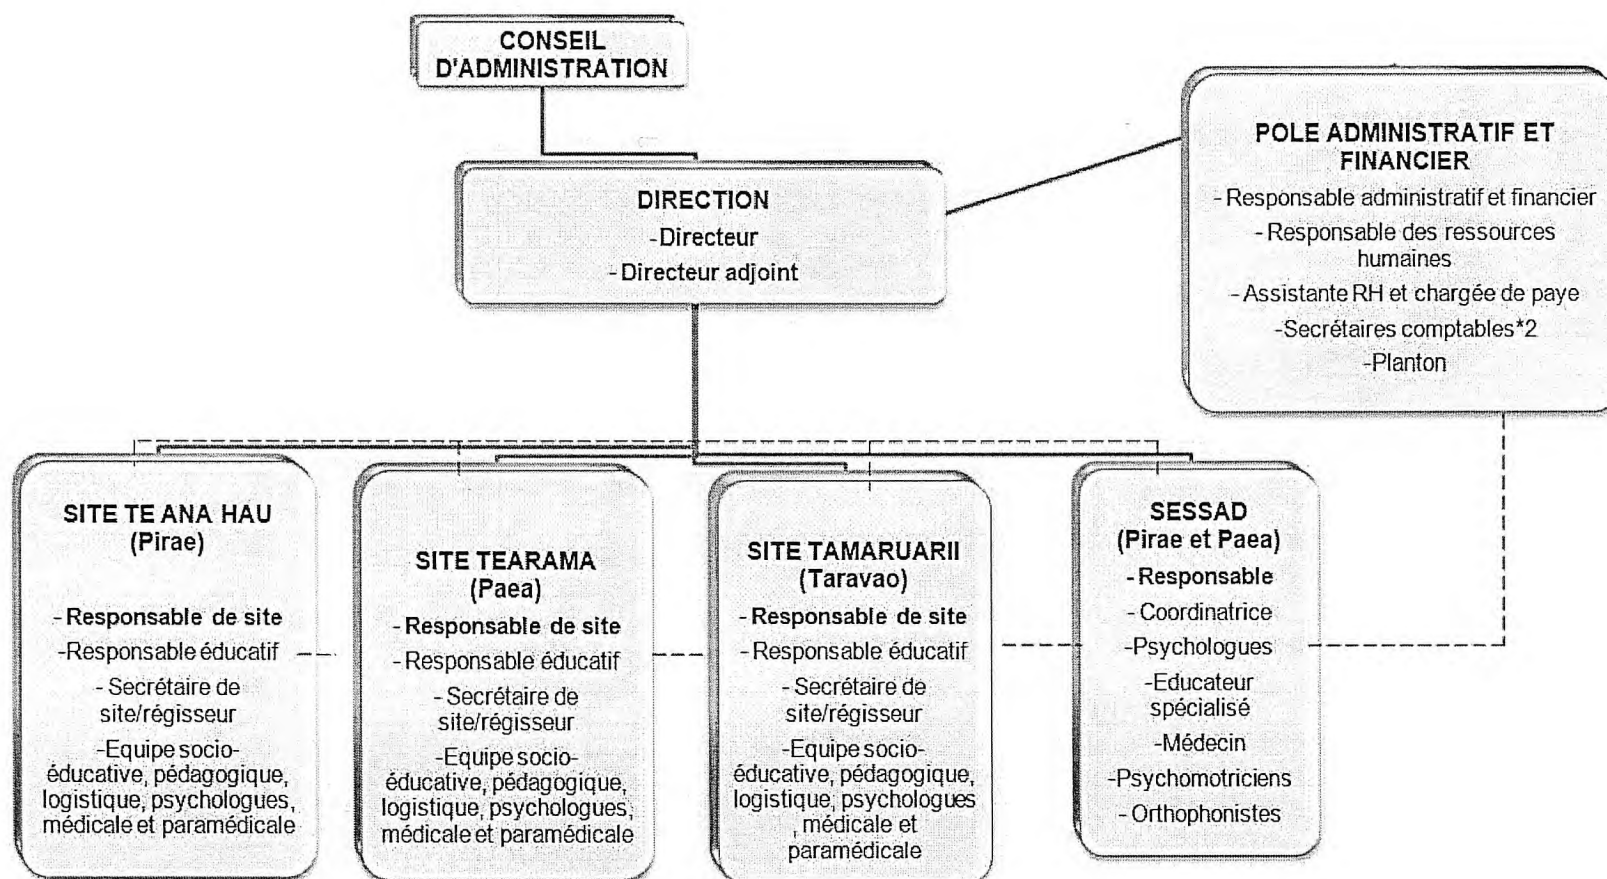 CONSEIL
D'ADMINISTRATION
DIRECTION
-Directeur
-Directeur adjoint
POLE ADMINISTRATIF ET
FINANCIER
-Responsable administratif et financier
-Responsable des ressources
humaines
-Assistante RH et chargée de paye
-Secrétaires comptables*2
-Planton
SITE TE ANA HAU
(Pirae)
-Responsable de site
-Responsable éducatif
-Secrétaire de
site/régisseur
-Equipe socio-
éducative, pédagogique,
logistique, psychologues,
médicale et paramédicale
SITE TEARAMA
(Paea)
-Responsable de site
-Responsable éducatif
-Secrétaire de
site/régisseur
-Equipe socio-
éducative, pédagogique,
logistique, psychologues,
médicale et paramédicale
SITE TAMARUARII
(Taravao)
-Responsable de site
-Responsable éducatif
-Secrétaire de
site/régisseur
-Equipe socio-
éducative, pédagogique,
logistique, psychologues
, médicale et
paramédicale
SESSAD
(Pirae et Paea)
-Responsable
-Coordinatrice
-Psychologues
-Educateur
spécialisé
-Médecin
-Psychomotriciens
-Orthophonistes